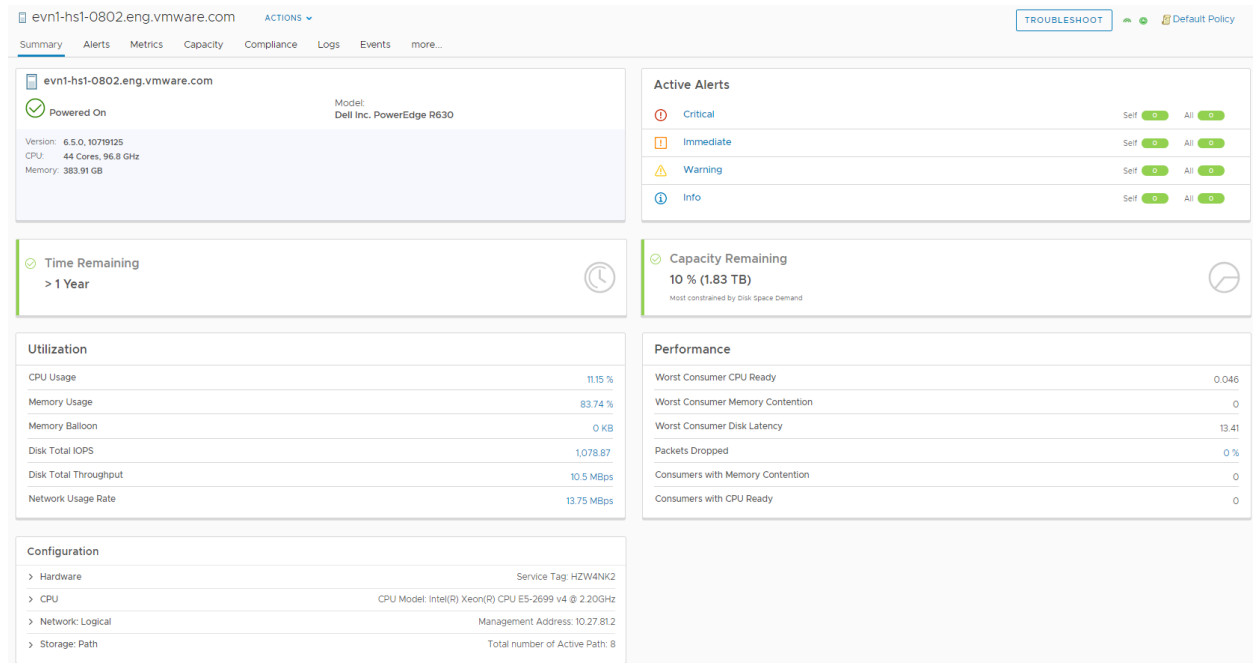 evn1-hs1-0802.eng.vmware.com ACTIONS TROUBLESHOOT Default Policy
Summary Alerts Metrics Capacity Compliance Logs Events more...
evn1-hs1-0802.eng.vmware.com
Powered On
Model:
Dell Inc. PowerEdge R630
Version: 6.5.0, 10719125
CPU: 44 Cores, 96.8 GHz
Memory: 383.91 GB
Active Alerts
Critical Self 0 All 0
Immediate Self 0 All 0
Warning Self 0 All 0
Info Self 0 All 0
Time Remaining
> 1 Year
Capacity Remaining
10 % (1.83 TB)
Most constrained by Disk Space Demand
Utilization
CPU Usage 11.15 %
Memory Usage 83.74 %
Memory Balloon 0 KB
Disk Total IOPS 1,078.87
Disk Total Throughput 10.5 MBps
Network Usage Rate 13.75 MBps
Performance
Worst Consumer CPU Ready 0.046
Worst Consumer Memory Contention 0
Worst Consumer Disk Latency 13.41
Packets Dropped 0 %
Consumers with Memory Contention 0
Consumers with CPU Ready 0
Configuration
> Hardware Service Tag: HZW4NK2
> CPU CPU Model: Intel(R) Xeon(R) CPU E5-2699 v4 @ 2.20GHz
> Network: Logical Management Address: 10.27.81.2
> Storage: Path Total number of Active Path: 8